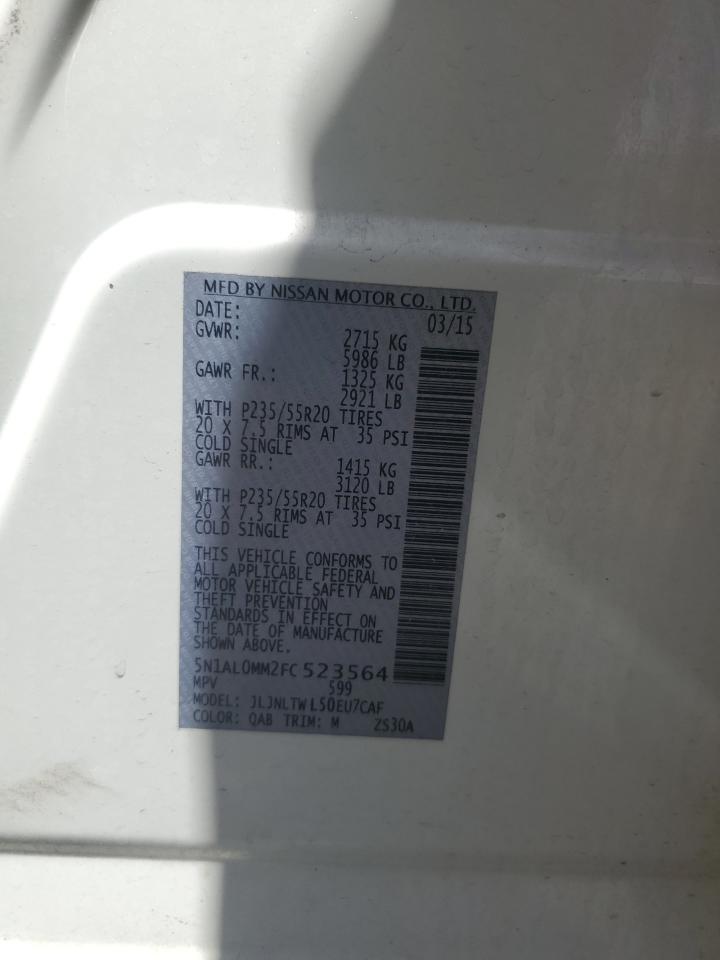 MFD BY NISSAN MOTOR CO., LTD.
DATE: 03/15
GVWR: 2715 KG
5986 LB
GAWR FR.: 1325 KG
2921 LB
WITH P235/55R20 TIRES
20 X 7.5 RIMS AT 35 PSI
COLD SINGLE
GAWR RR.: 1415 KG
3120 LB
WITH P235/55R20 TIRES
20 X 7.5 RIMS AT 35 PSI
COLD SINGLE
THIS VEHICLE CONFORMS TO
ALL APPLICABLE FEDERAL
MOTOR VEHICLE SAFETY AND
THEFT PREVENTION
STANDARDS IN EFFECT ON
THE DATE OF MANUFACTURE
SHOWN ABOVE.
5N1AL0MM2FC 523564
MPV 599
MODEL: JLJNLTW L50EU7CAF
COLOR: QAB TRIM: M ZS30A